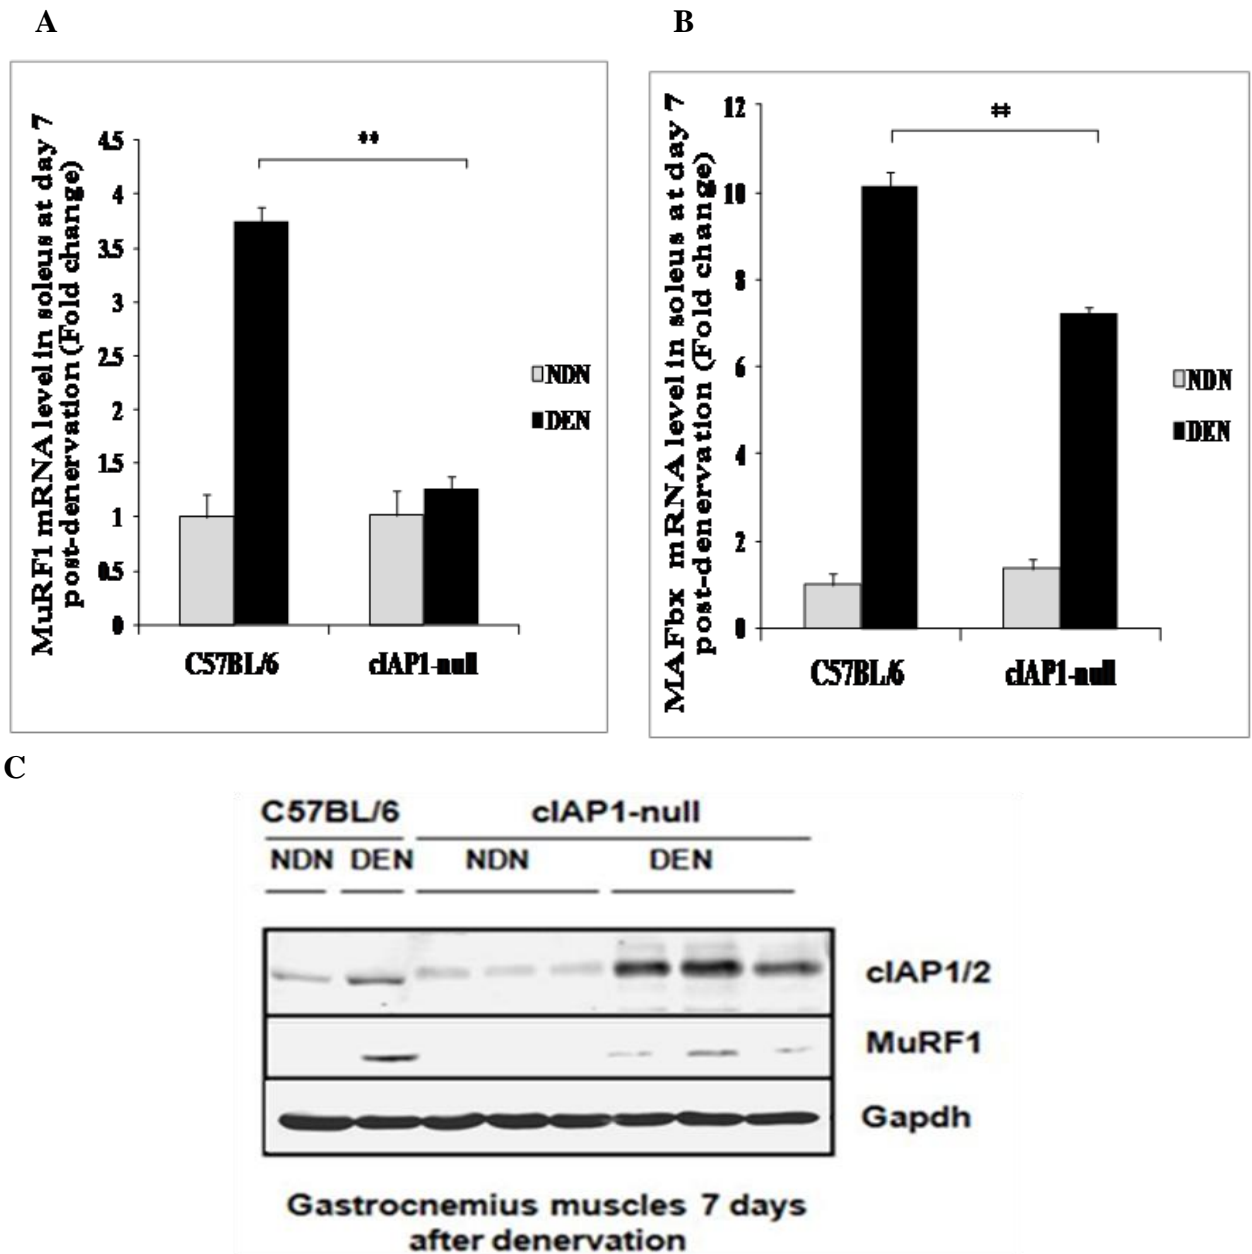 A
B
MuRF1 mRNA level in soleus at day 7
post-denervation (Fold change)
4.5
4
3.5
3
2.5
2
1.5
1
0.5
0
**
NDN
DEN
C57BL/6
cIAP1-null
MAFbx mRNA level in soleus at day 7
post-denervation (Fold change)
12
10
8
6
4
2
0
NDN
DEN
C57BL/6
cIAP1-null
C
C57BL/6 cIAP1-null
NDN DEN NDN DEN
cIAP1/2
MuRF1
Gapdh
Gastrocnemius muscles 7 days
after denervation